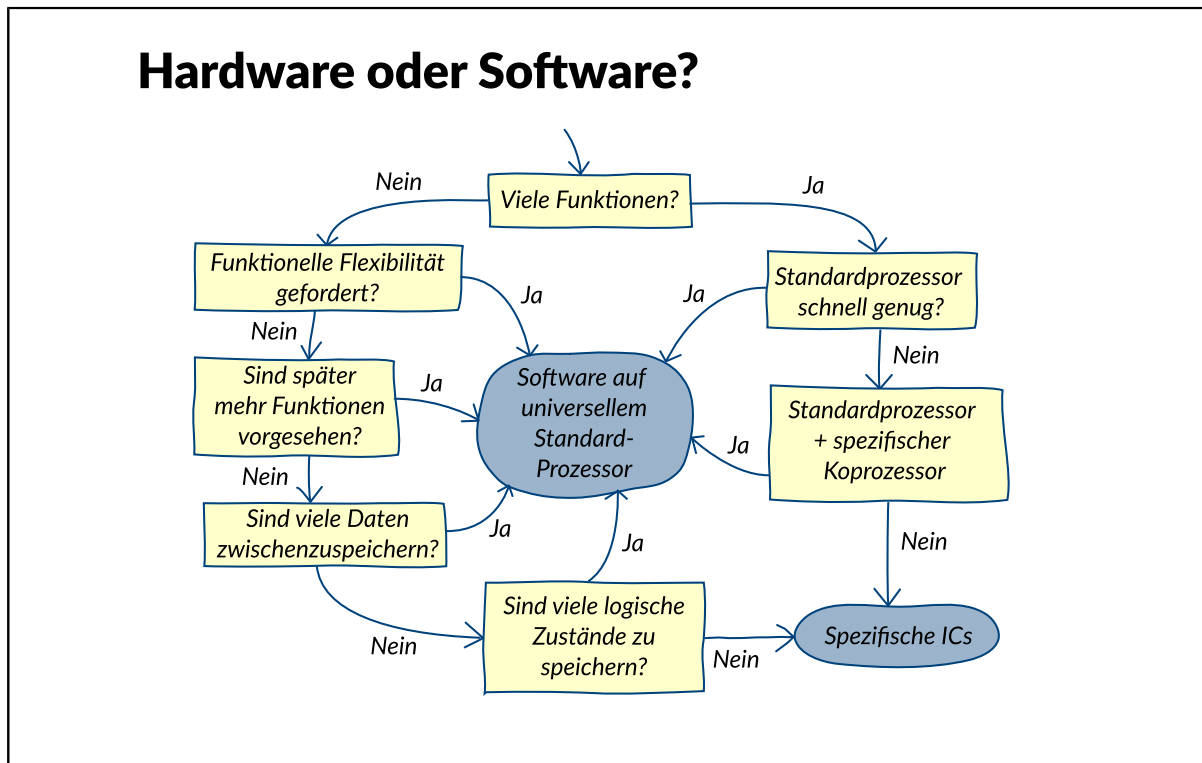 Hardware oder Software?
Nein
Ja
Viele Funktionen?
Funktionelle Flexibilität
gefordert?
Ja
Ja
Standardprozessor
schnell genug?
Nein
Nein
Sind später
mehr Funktionen
vorgesehen?
Ja
Software auf
universellem
Standard-
Prozessor
Standardprozessor
+ spezifischer
Koprozessor
Ja
Nein
Sind viele Daten
zwischenzuspeichern?
Ja
Ja
Nein
Nein
Sind viele logische
Zustände zu
speichern?
Nein
Spezifische ICs